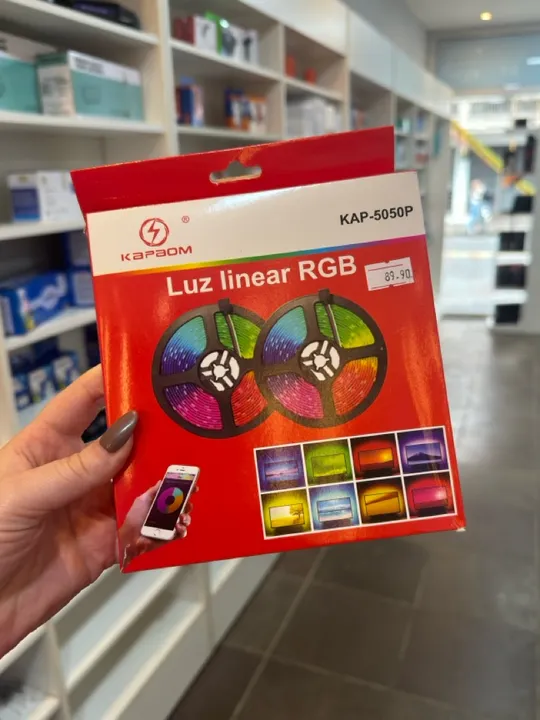 ®
KAPBOM
KAP-5050P
Luz linear RGB
89.90